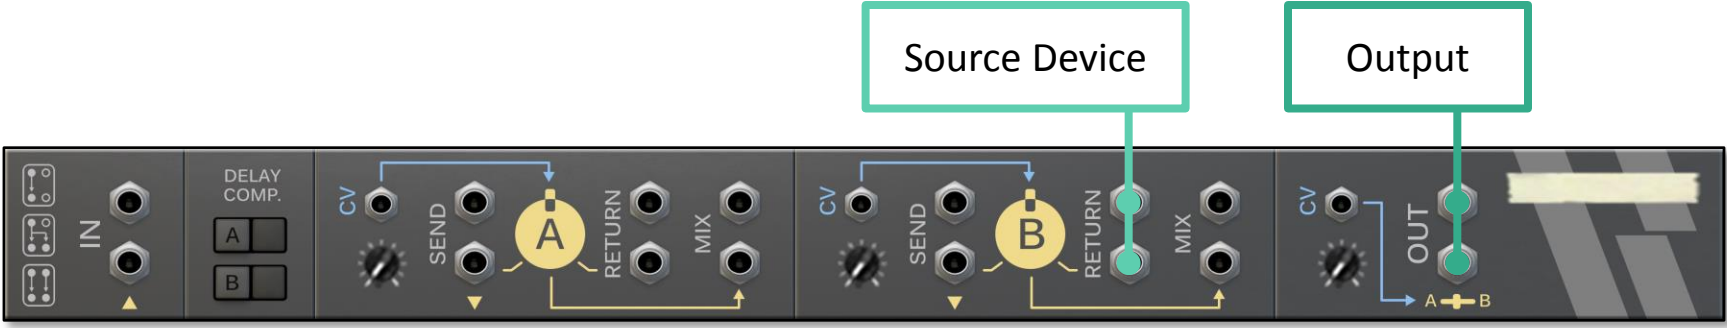 Source Device
Output
IN
DELAY
COMP.
A
B
CV
SEND
A
RETURN
MIX
CV
SEND
B
RETURN
MIX
CV
OUT
A
B